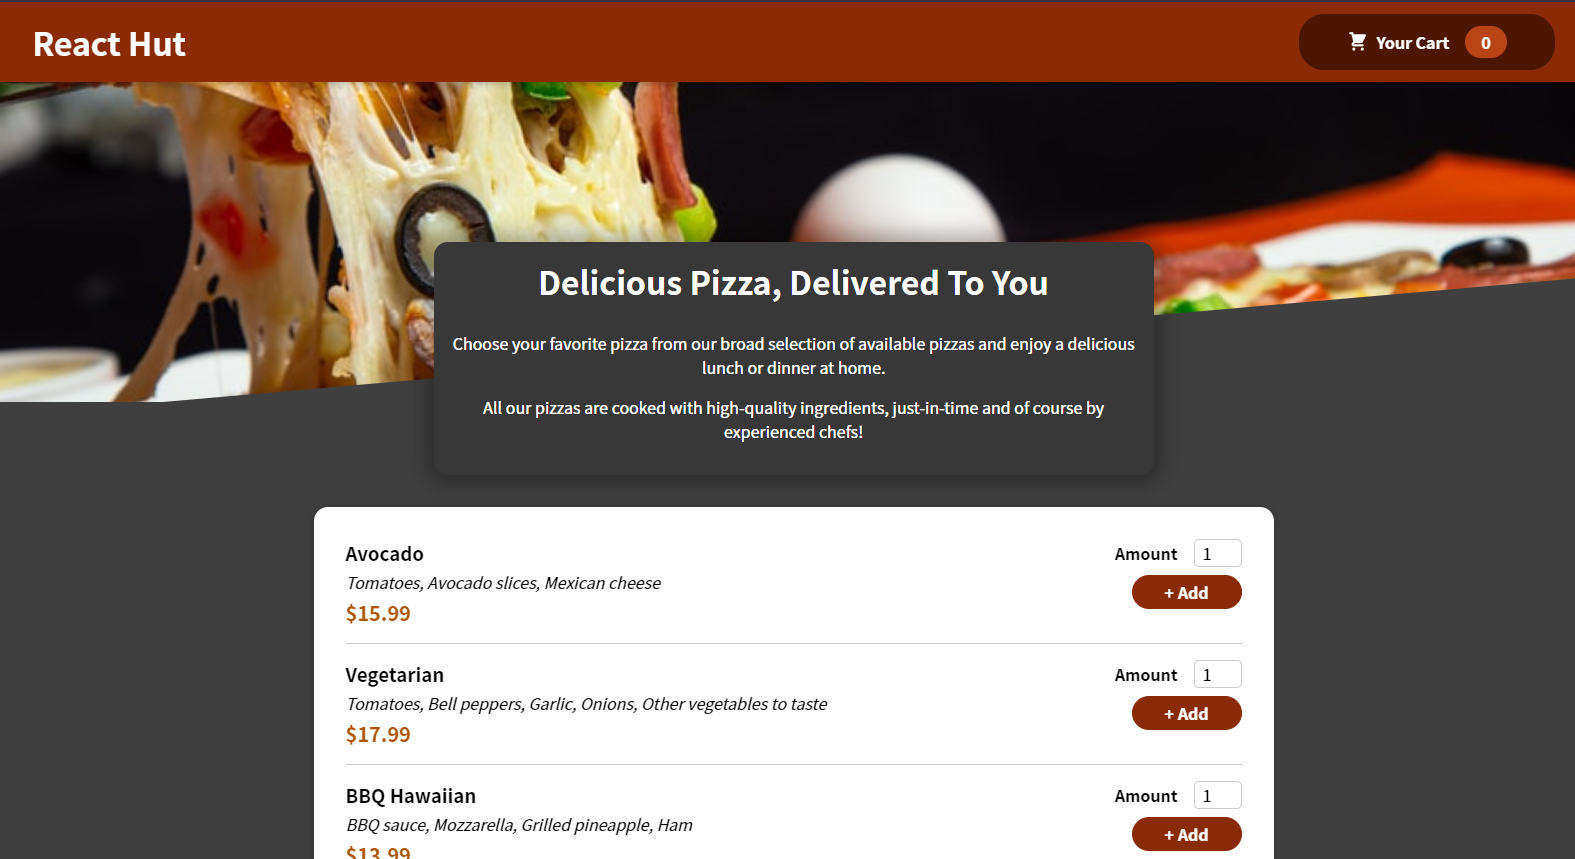 React Hut
Your Cart 0
Delicious Pizza, Delivered To You
Choose your favorite pizza from our broad selection of available pizzas and enjoy a delicious
lunch or dinner at home.
All our pizzas are cooked with high-quality ingredients, just-in-time and of course by
experienced chefs!
Avocado
Amount 1
Tomatoes, Avocado slices, Mexican cheese
+ Add
$15.99
Vegetarian
Amount 1
Tomatoes, Bell peppers, Garlic, Onions, Other vegetables to taste
+ Add
$17.99
BBQ Hawaiian
Amount 1
BBQ sauce, Mozzarella, Grilled pineapple, Ham
+ Add
$13.99